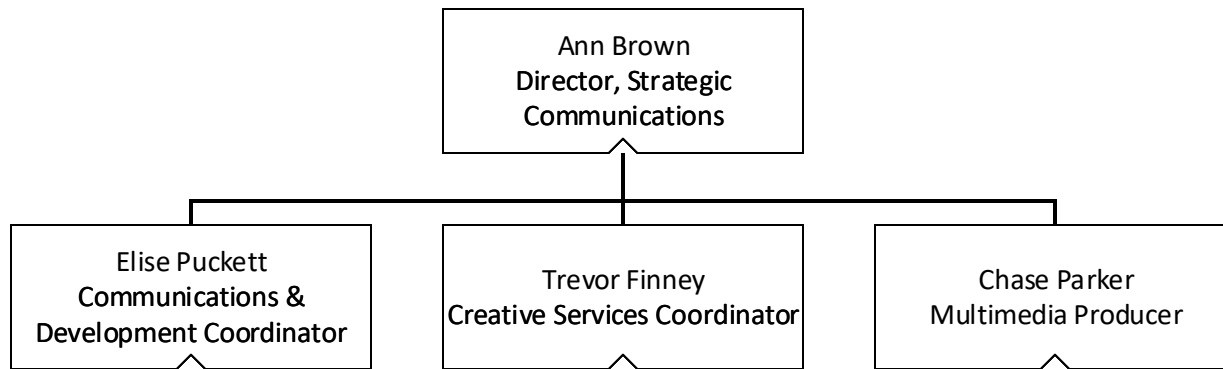 Ann Brown
Director, Strategic
Communications
Elise Puckett
Communications &
Development Coordinator
Trevor Finney
Creative Services Coordinator
Chase Parker
Multimedia Producer